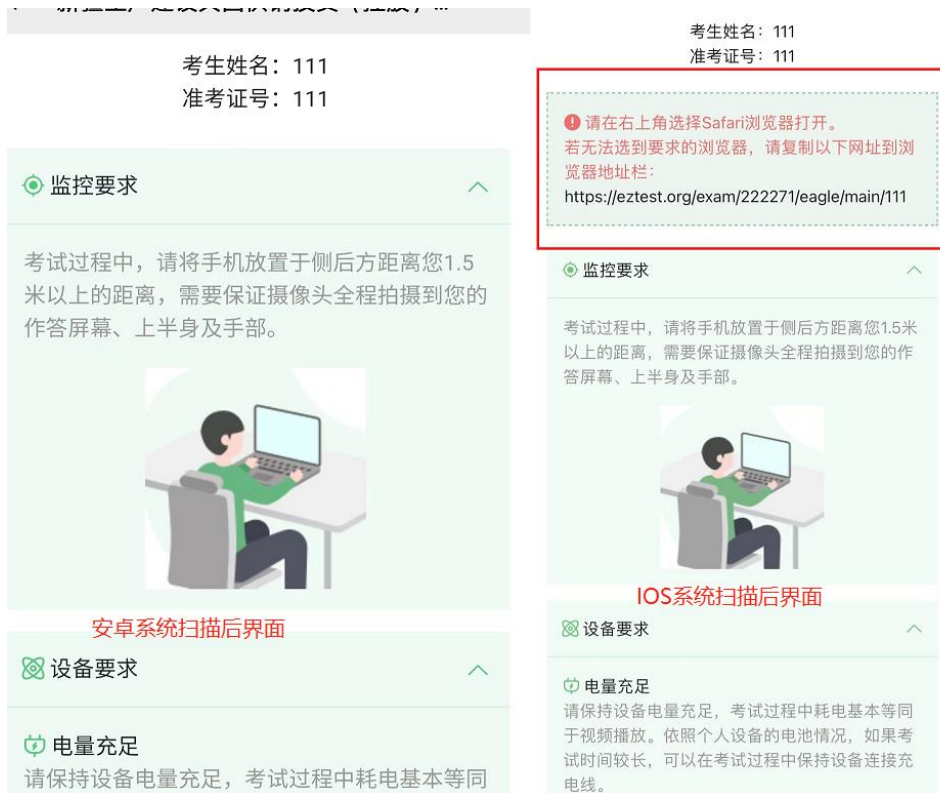 考生姓名：111
准考证号：111
监控要求
考试过程中，请将手机放置于侧后方距离您1.5
米以上的距离，需要保证摄像头全程拍摄到您的
作答屏幕、上半身及手部。
安卓系统扫描后界面
设备要求
电量充足
请保持设备电量充足，考试过程中耗电基本等同
考生姓名：111
准考证号：111
请在右上角选择Safari浏览器打开。
若无法选到要求的浏览器，请复制以下网址到浏
览器地址栏：
https://eztest.org/exam/222271/eagle/main/111
监控要求
考试过程中，请将手机放置于侧后方距离您1.5米
以上的距离，需要保证摄像头全程拍摄到您的作
答屏幕、上半身及手部。
IOS系统扫描后界面
设备要求
电量充足
请保持设备电量充足，考试过程中耗电基本等同
于视频播放。依照个人设备的电池情况，如果考
试时间较长，可以在考试过程中保持设备连接充
电线。